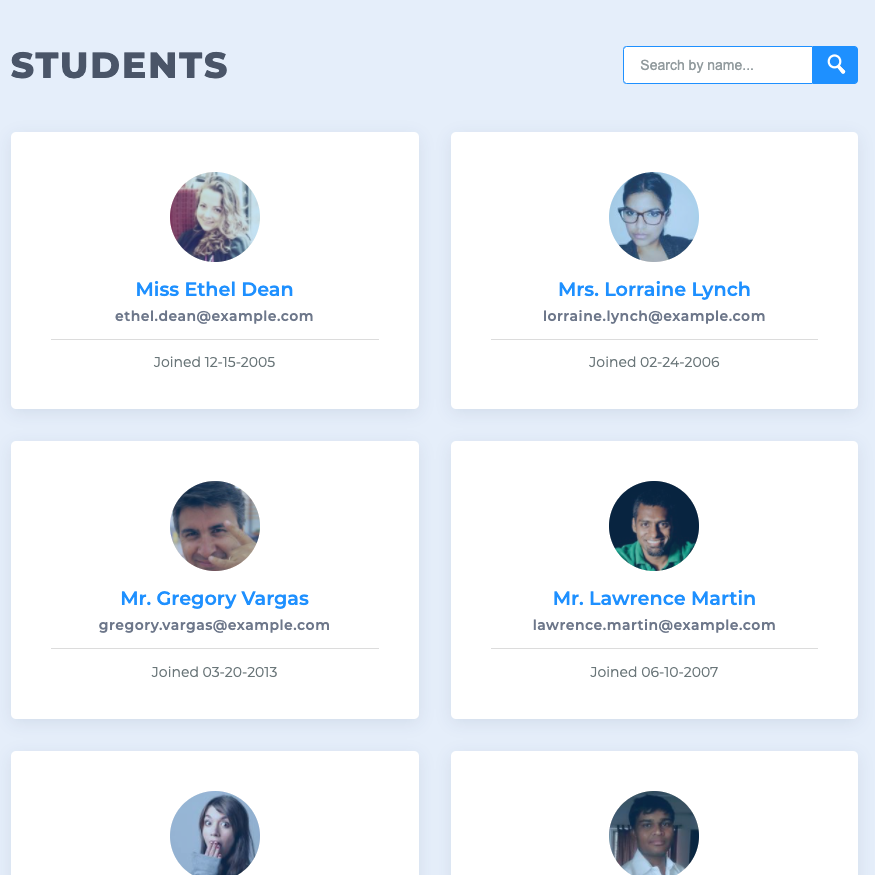 STUDENTS
Search by name...
Miss Ethel Dean
ethel.dean@example.com
Joined 12-15-2005
Mrs. Lorraine Lynch
lorraine.lynch@example.com
Joined 02-24-2006
Mr. Gregory Vargas
gregory.vargas@example.com
Joined 03-20-2013
Mr. Lawrence Martin
lawrence.martin@example.com
Joined 06-10-2007